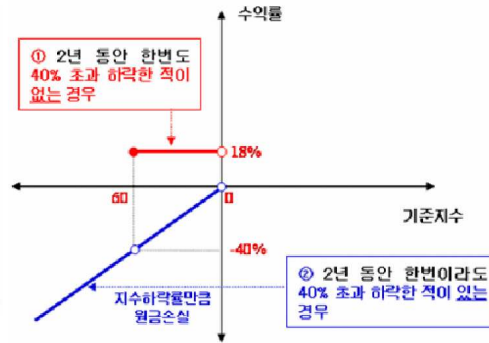 수익률
① 2년 동안 한번도
40% 초과 하락한 적이
없는 경우
18%
60
0
기준지수
-40%
② 2년 동안 한번이라도
40% 초과 하락한 적이 있는
경우
지수하락률만큼
원금손실